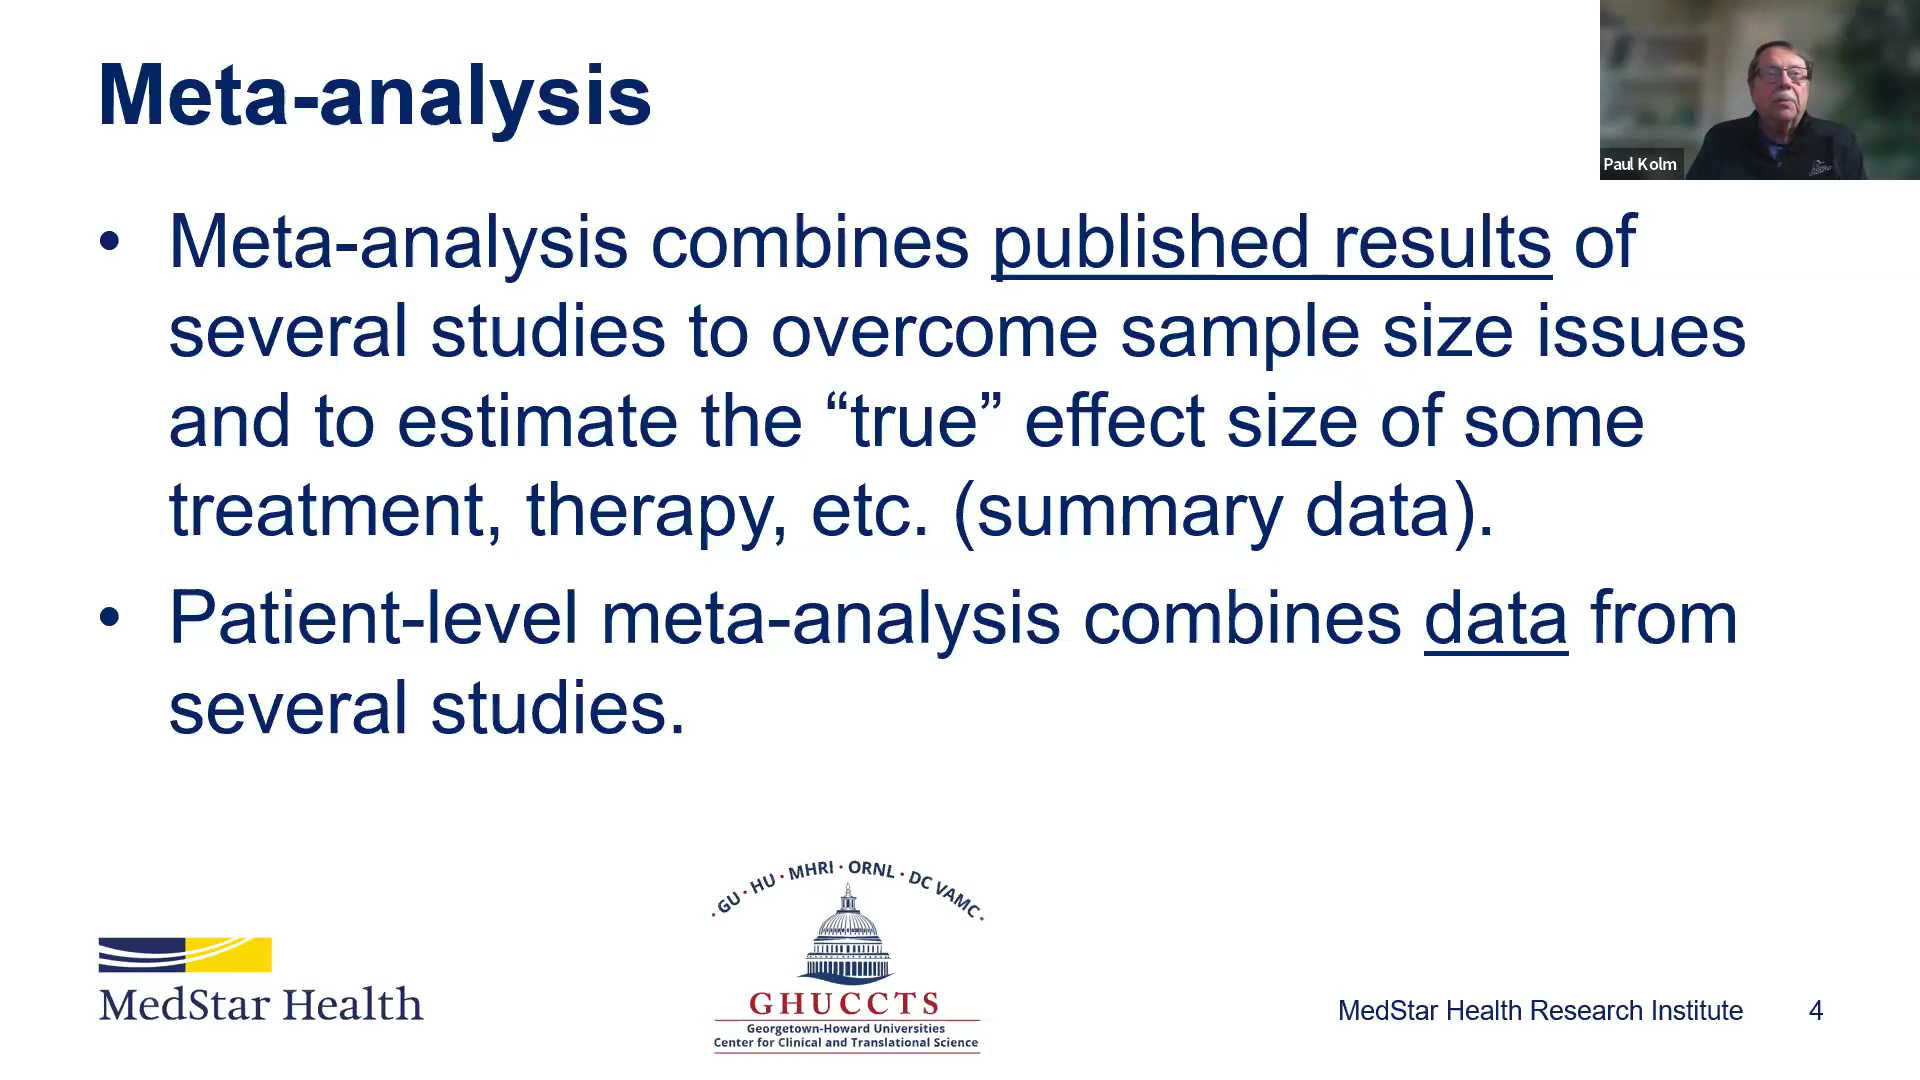 Meta-analysis
• Meta-analysis combines published results of
several studies to overcome sample size issues
and to estimate the “true” effect size of some
treatment, therapy, etc. (summary data).
• Patient-level meta-analysis combines data from
several studies.
Paul Kolm
MedStar Health
· GU · HU · MHRI · ORNL · DC VAMC ·
GHUCCTS
Georgetown-Howard Universities
Center for Clinical and Translational Science
MedStar Health Research Institute 4